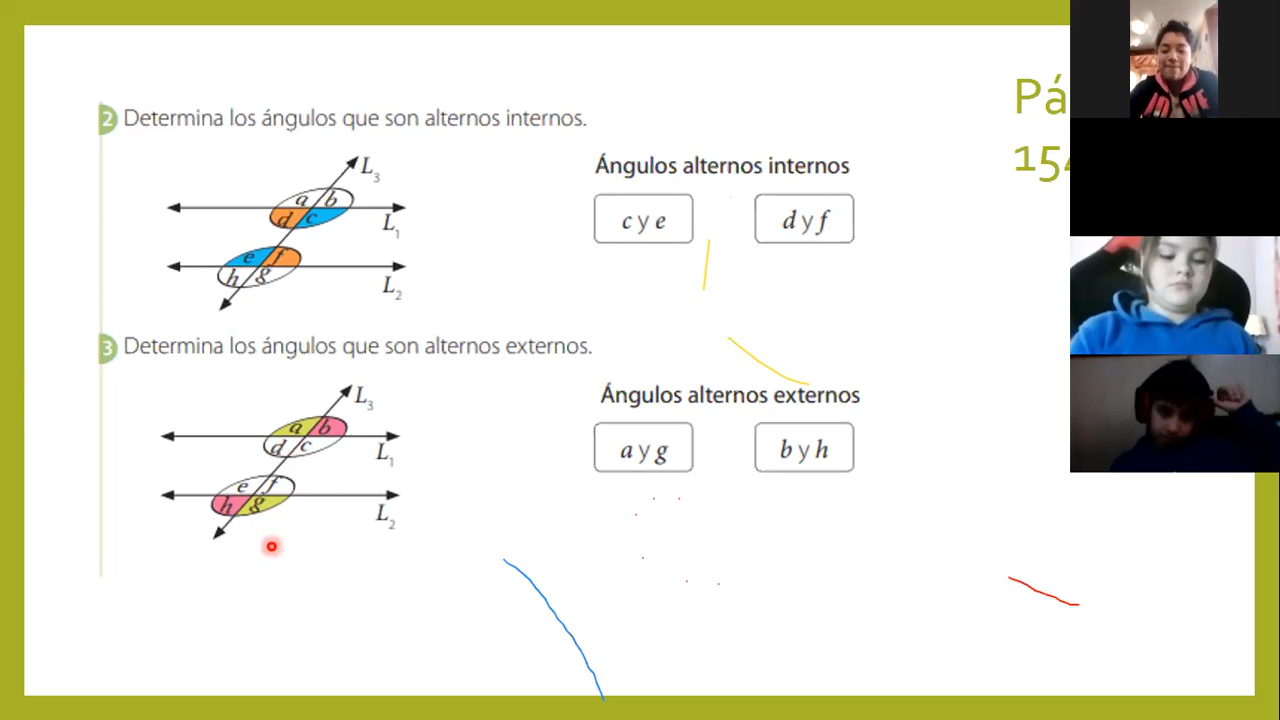 Pá
154
2 Determina los ángulos que son alternos internos.
L3
a b
d c
L1
e f
h g
L2
Ángulos alternos internos
c y e
d y f
3 Determina los ángulos que son alternos externos.
L3
a b
d c
L1
e f
h g
L2
Ángulos alternos externos
a y g
b y h